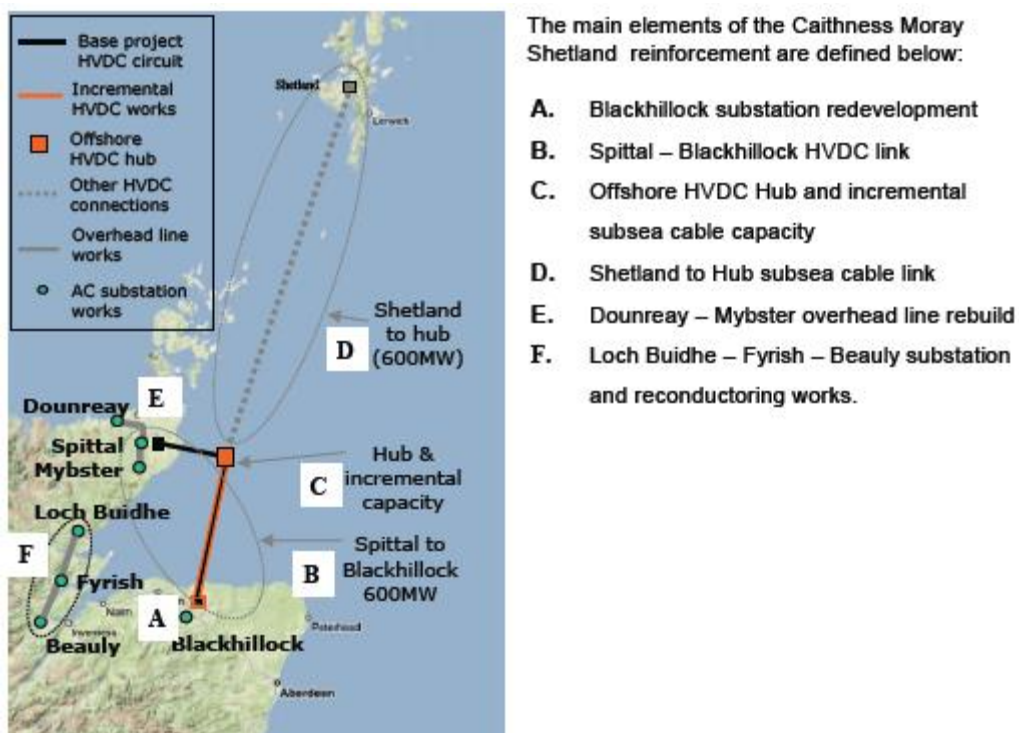 Base project
HVDC circuit
Incremental
HVDC works
Offshore
HVDC hub
Other HVDC
connections
Overhead line
works
AC substation
works
Shetland
Lerwick
D
Shetland
to hub
(600MW)
E
Dounreay
Spittal
Mybster
C
Hub &
incremental
capacity
Loch Buidhe
F
Fyrish
B
Spittal to
Blackhillock
600MW
Nairn
A
Inverness
Beauly
Blackhillock
Peterhead
Aberdeen
The main elements of the Caithness Moray
Shetland reinforcement are defined below:
A. Blackhillock substation redevelopment
B. Spittal – Blackhillock HVDC link
C. Offshore HVDC Hub and incremental
subsea cable capacity
D. Shetland to Hub subsea cable link
E. Dounreay – Mybster overhead line rebuild
F. Loch Buidhe – Fyrish – Beauly substation
and reconductoring works.